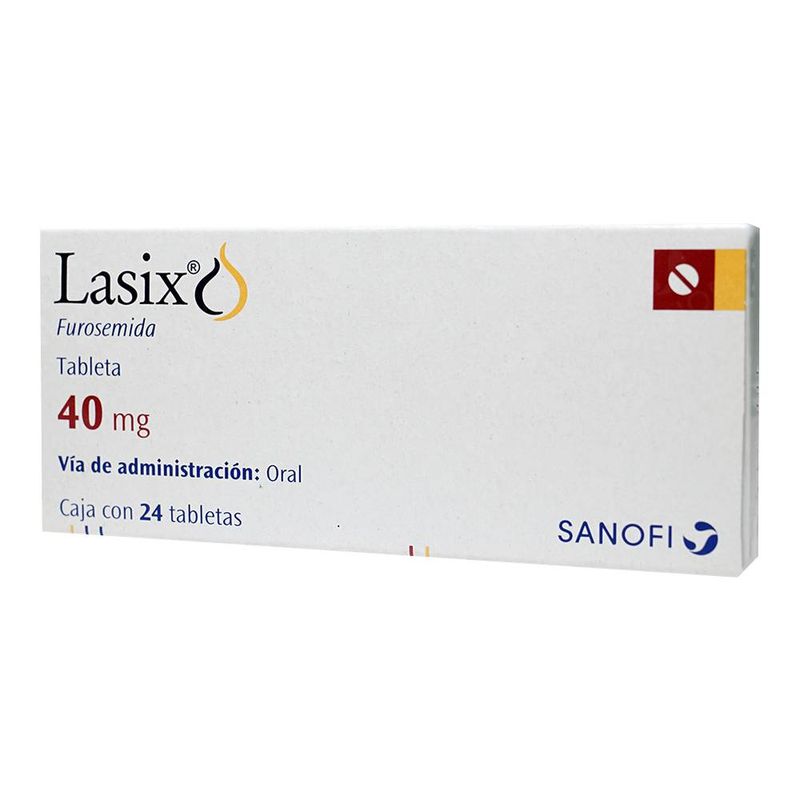 Lasix®
Furosemida
Tableta
40 mg
Vía de administración: Oral
Caja con 24 tabletas
SANOFI